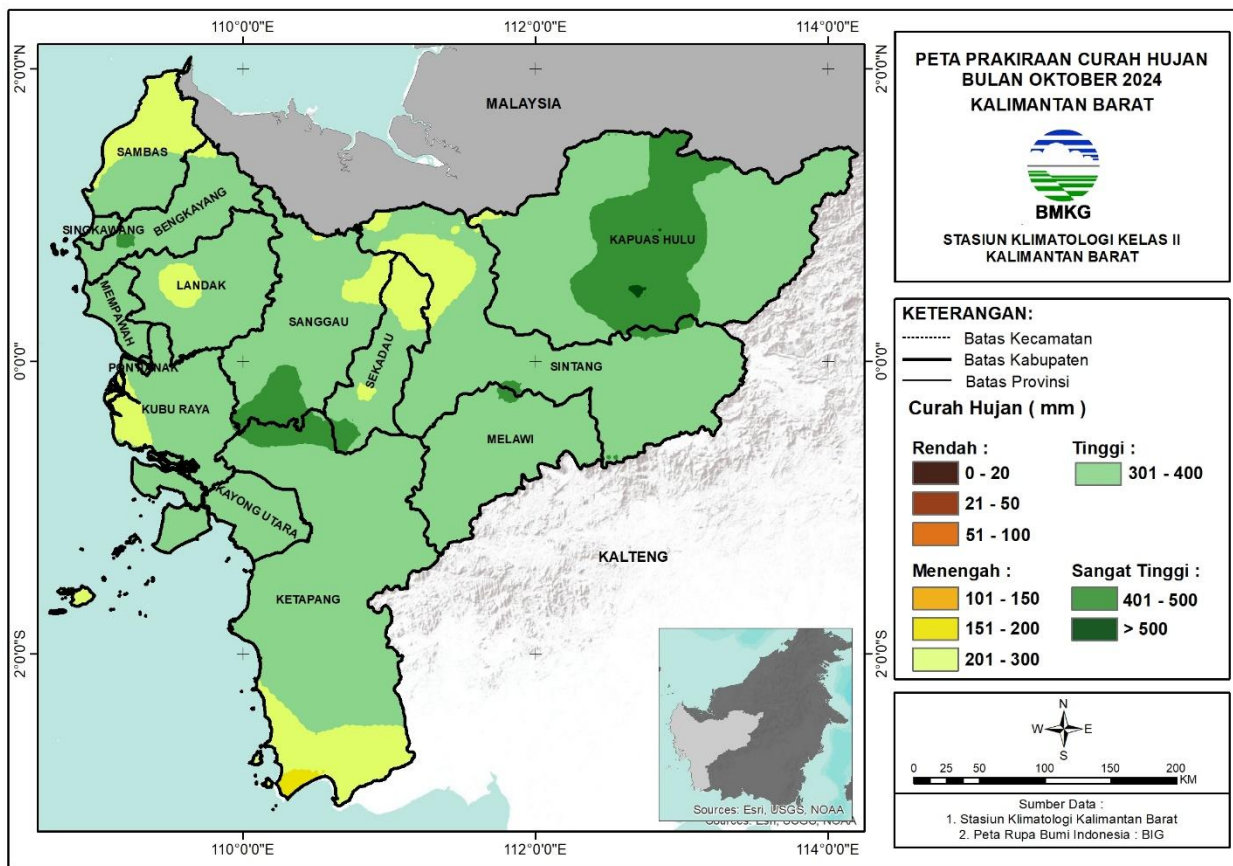 110°0'0"E
112°0'0"E
114°0'0"E
2°0'0"N
0°0'0"
2°0'0"S
MALAYSIA
SAMBAS
BENGKAYANG
SINGKAWANG
KAPUAS HULU
LANDAK
MEMPAWAH
SANGGAU
SEKADAU
SINTANG
PONTIANAK
KUBU RAYA
MELAWI
KAYONG UTARA
KALTENG
KETAPANG
Sources: Esri, USGS, NOAA
Sources: Esri, USGS, NOAA
110°0'0"E
112°0'0"E
114°0'0"E
2°0'0"N
0°0'0"
2°0'0"S
PETA PRAKIRAAN CURAH HUJAN
BULAN OKTOBER 2024
KALIMANTAN BARAT
BMKG
STASIUN KLIMATOLOGI KELAS II
KALIMANTAN BARAT
KETERANGAN:
Batas Kecamatan
Batas Kabupaten
Batas Provinsi
Curah Hujan ( mm )
Rendah :
0 - 20
21 - 50
51 - 100
Menengah :
101 - 150
151 - 200
201 - 300
Tinggi :
301 - 400
Sangat Tinggi :
401 - 500
> 500
N
W E
S
0 12.5 25 50 100 150 200
KM
Sumber Data :
1. Stasiun Klimatologi Kalimantan Barat
2. Peta Rupa Bumi Indonesia : BIG